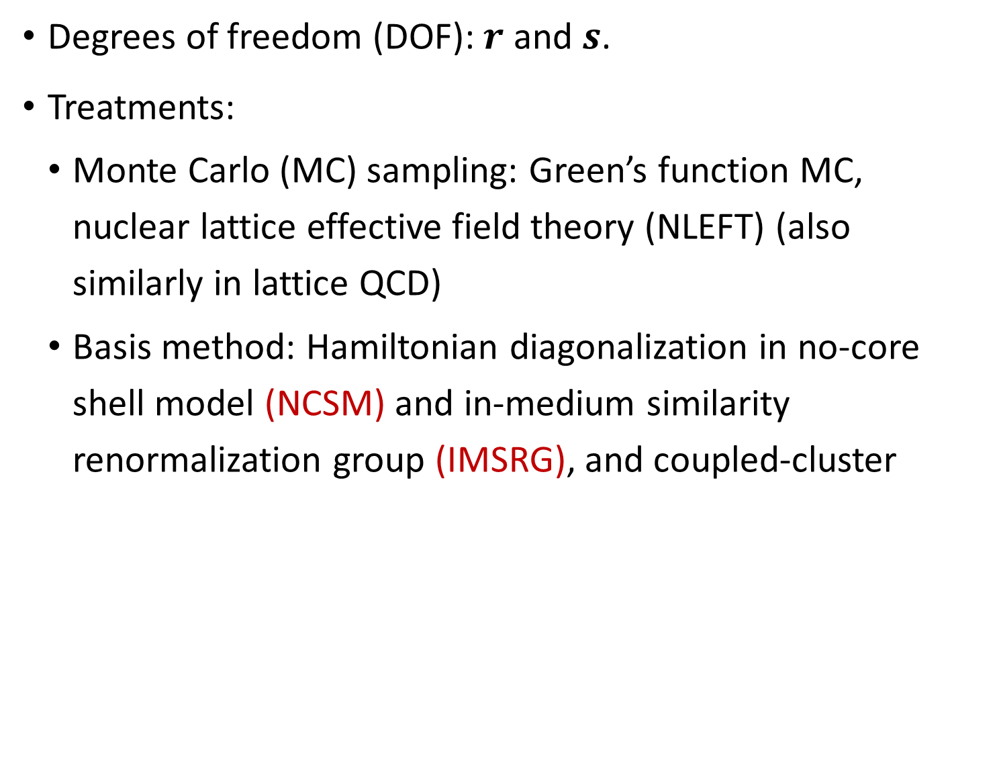 • Degrees of freedom (DOF): r and s.
• Treatments:
• Monte Carlo (MC) sampling: Green’s function MC,
nuclear lattice effective field theory (NLEFT) (also
similarly in lattice QCD)
• Basis method: Hamiltonian diagonalization in no-core
shell model (NCSM) and in-medium similarity
renormalization group (IMSRG), and coupled-cluster